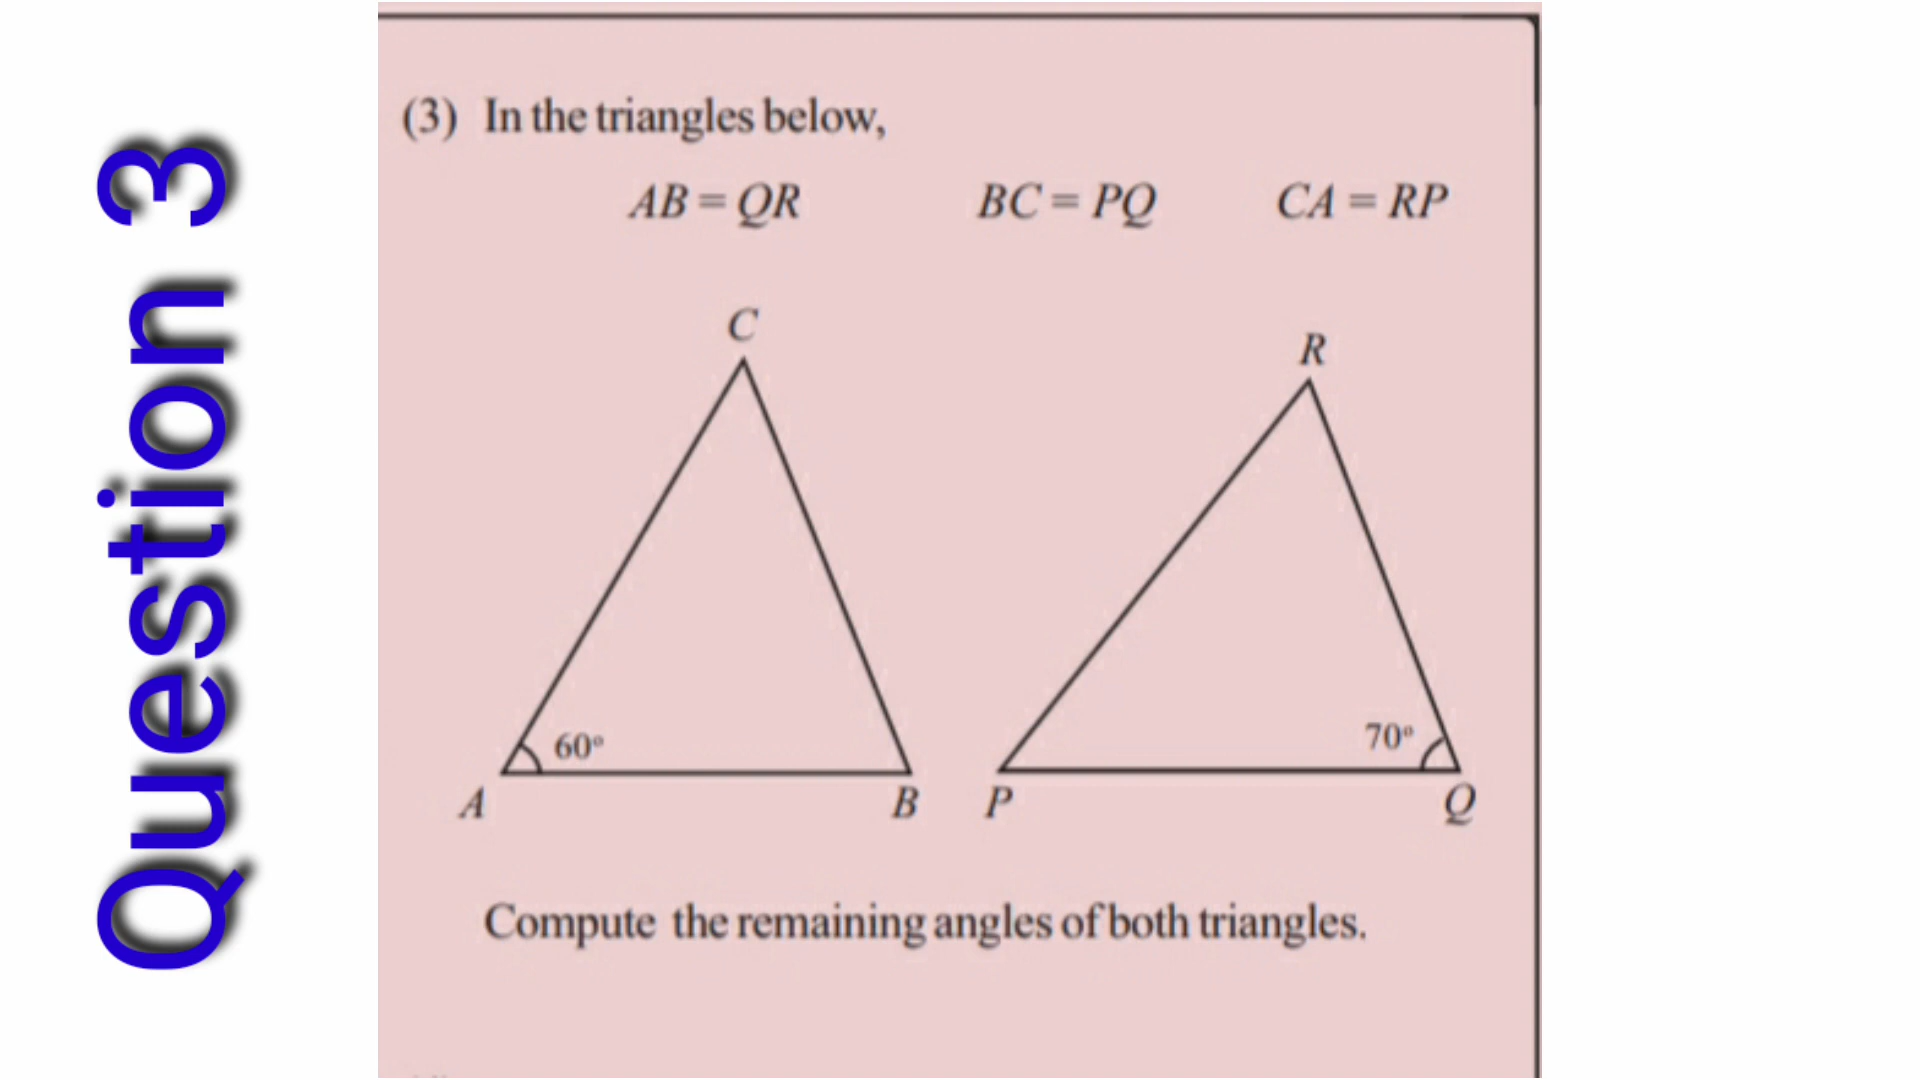 Question 3
(3) In the triangles below,
AB = QR BC = PQ CA = RP
C
R
60°
70°
A B P Q
Compute the remaining angles of both triangles.